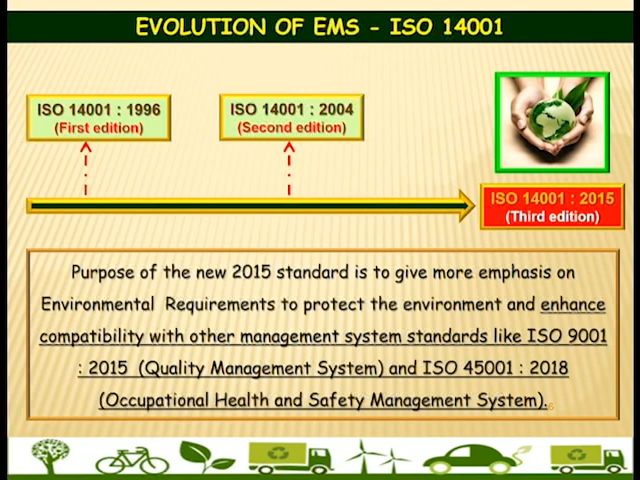 EVOLUTION OF EMS - ISO 14001
ISO 14001 : 1996
(First edition)
ISO 14001 : 2004
(Second edition)
ISO 14001 : 2015
(Third edition)
Purpose of the new 2015 standard is to give more emphasis on
Environmental Requirements to protect the environment and enhance
compatibility with other management system standards like ISO 9001
: 2015 (Quality Management System) and ISO 45001 : 2018
(Occupational Health and Safety Management System).
6